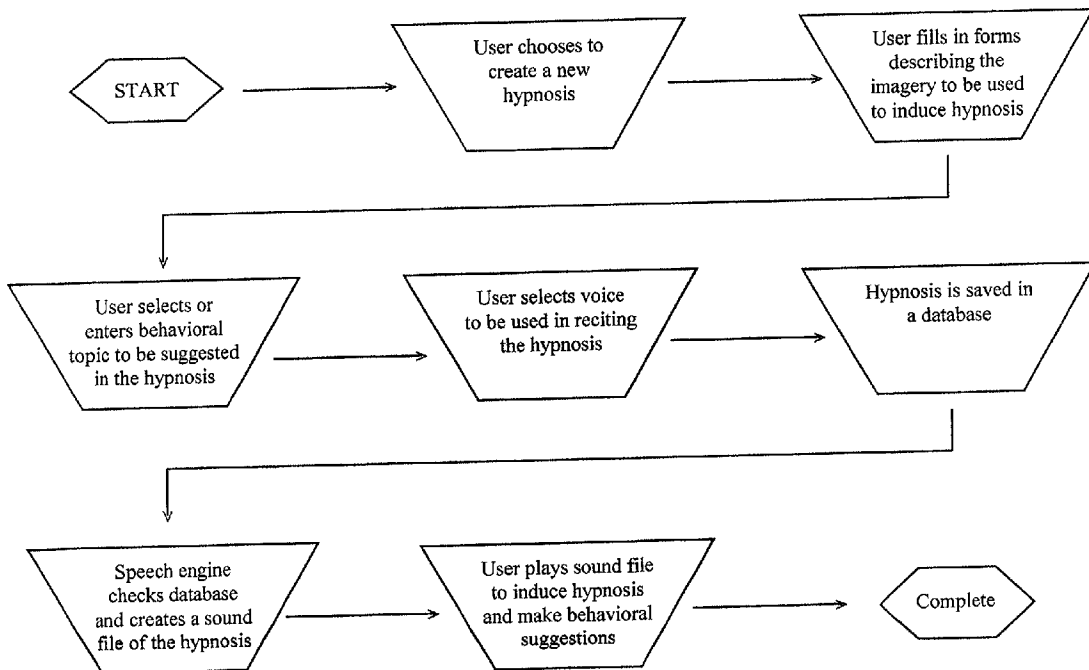 START
User chooses to
create a new
hypnosis
User fills in forms
describing the
imagery to be used
to induce hypnosis
User selects or
enters behavioral
topic to be suggested
in the hypnosis
User selects voice
to be used in reciting
the hypnosis
Hypnosis is saved in
a database
Speech engine
checks database
and creates a sound
file of the hypnosis
User plays sound file
to induce hypnosis
and make behavioral
suggestions
Complete